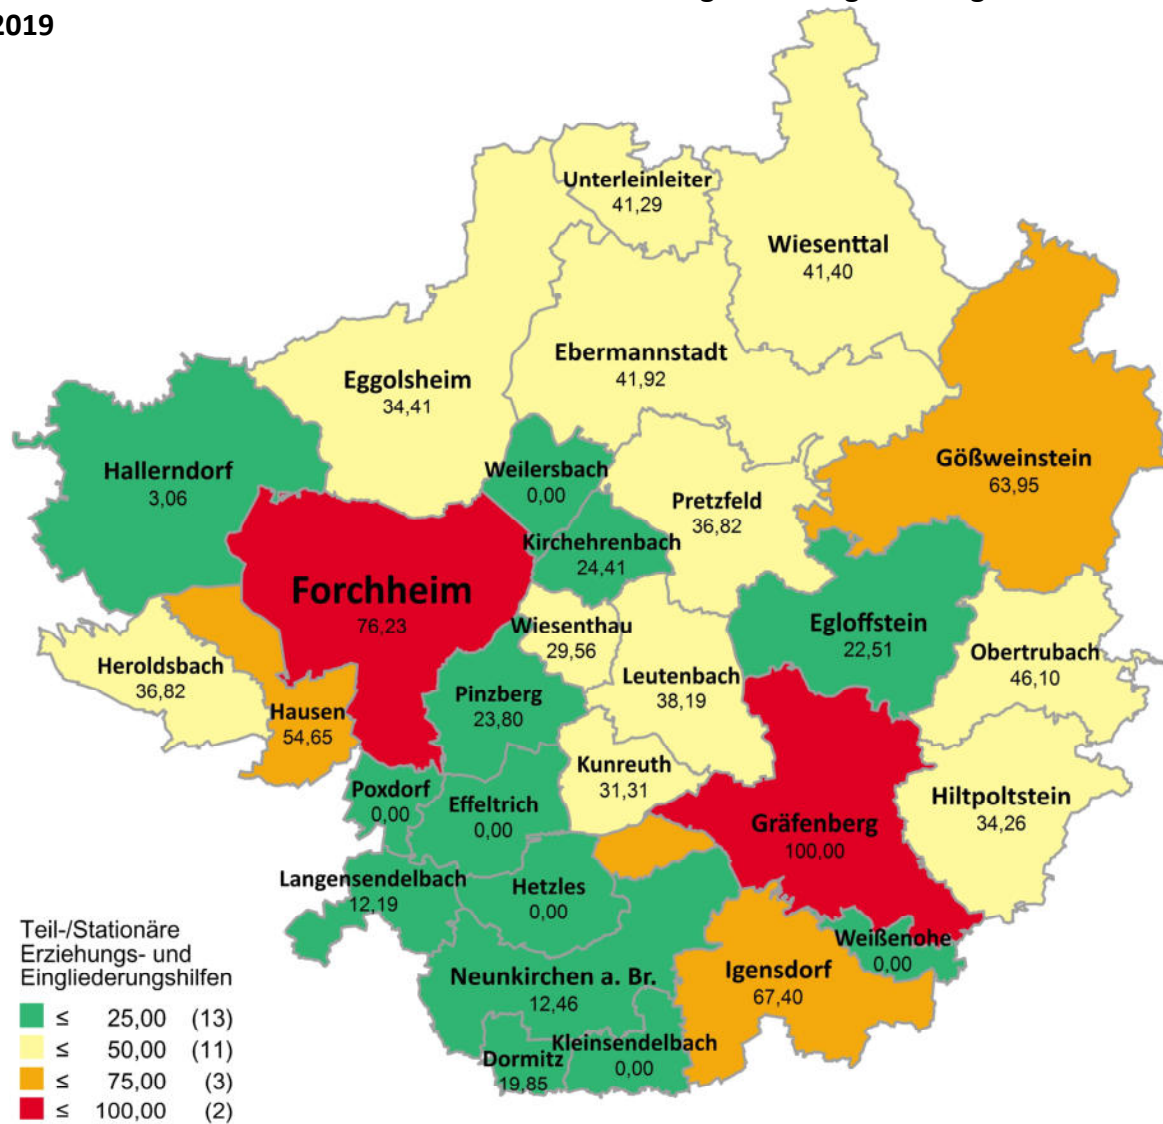 2019
Unterleinleiter
41,29
Wiesenttal
41,40
Ebermannstadt
41,92
Eggolsheim
34,41
Gößweinstein
63,95
Hallerndorf
3,06
Weilersbach
0,00
Pretzfeld
36,82
Kirchehrenbach
24,41
Forchheim
76,23
Egloffstein
22,51
Wiesenthau
29,56
Obertrubach
46,10
Heroldsbach
36,82
Leutenbach
38,19
Pinzberg
23,80
Hausen
54,65
Kunreuth
31,31
Poxdorf
0,00
Effeltrich
0,00
Hiltpoltstein
34,26
Gräfenberg
100,00
Langensendelbach
12,19
Hetzles
0,00
Weißenohe
0,00
Neunkirchen a. Br.
12,46
Igensdorf
67,40
Kleinsendelbach
0,00
Dormitz
19,85
Teil-/Stationäre
Erziehungs- und
Eingliederungshilfen
≤ 25,00 (13)
≤ 50,00 (11)
≤ 75,00 (3)
≤ 100,00 (2)